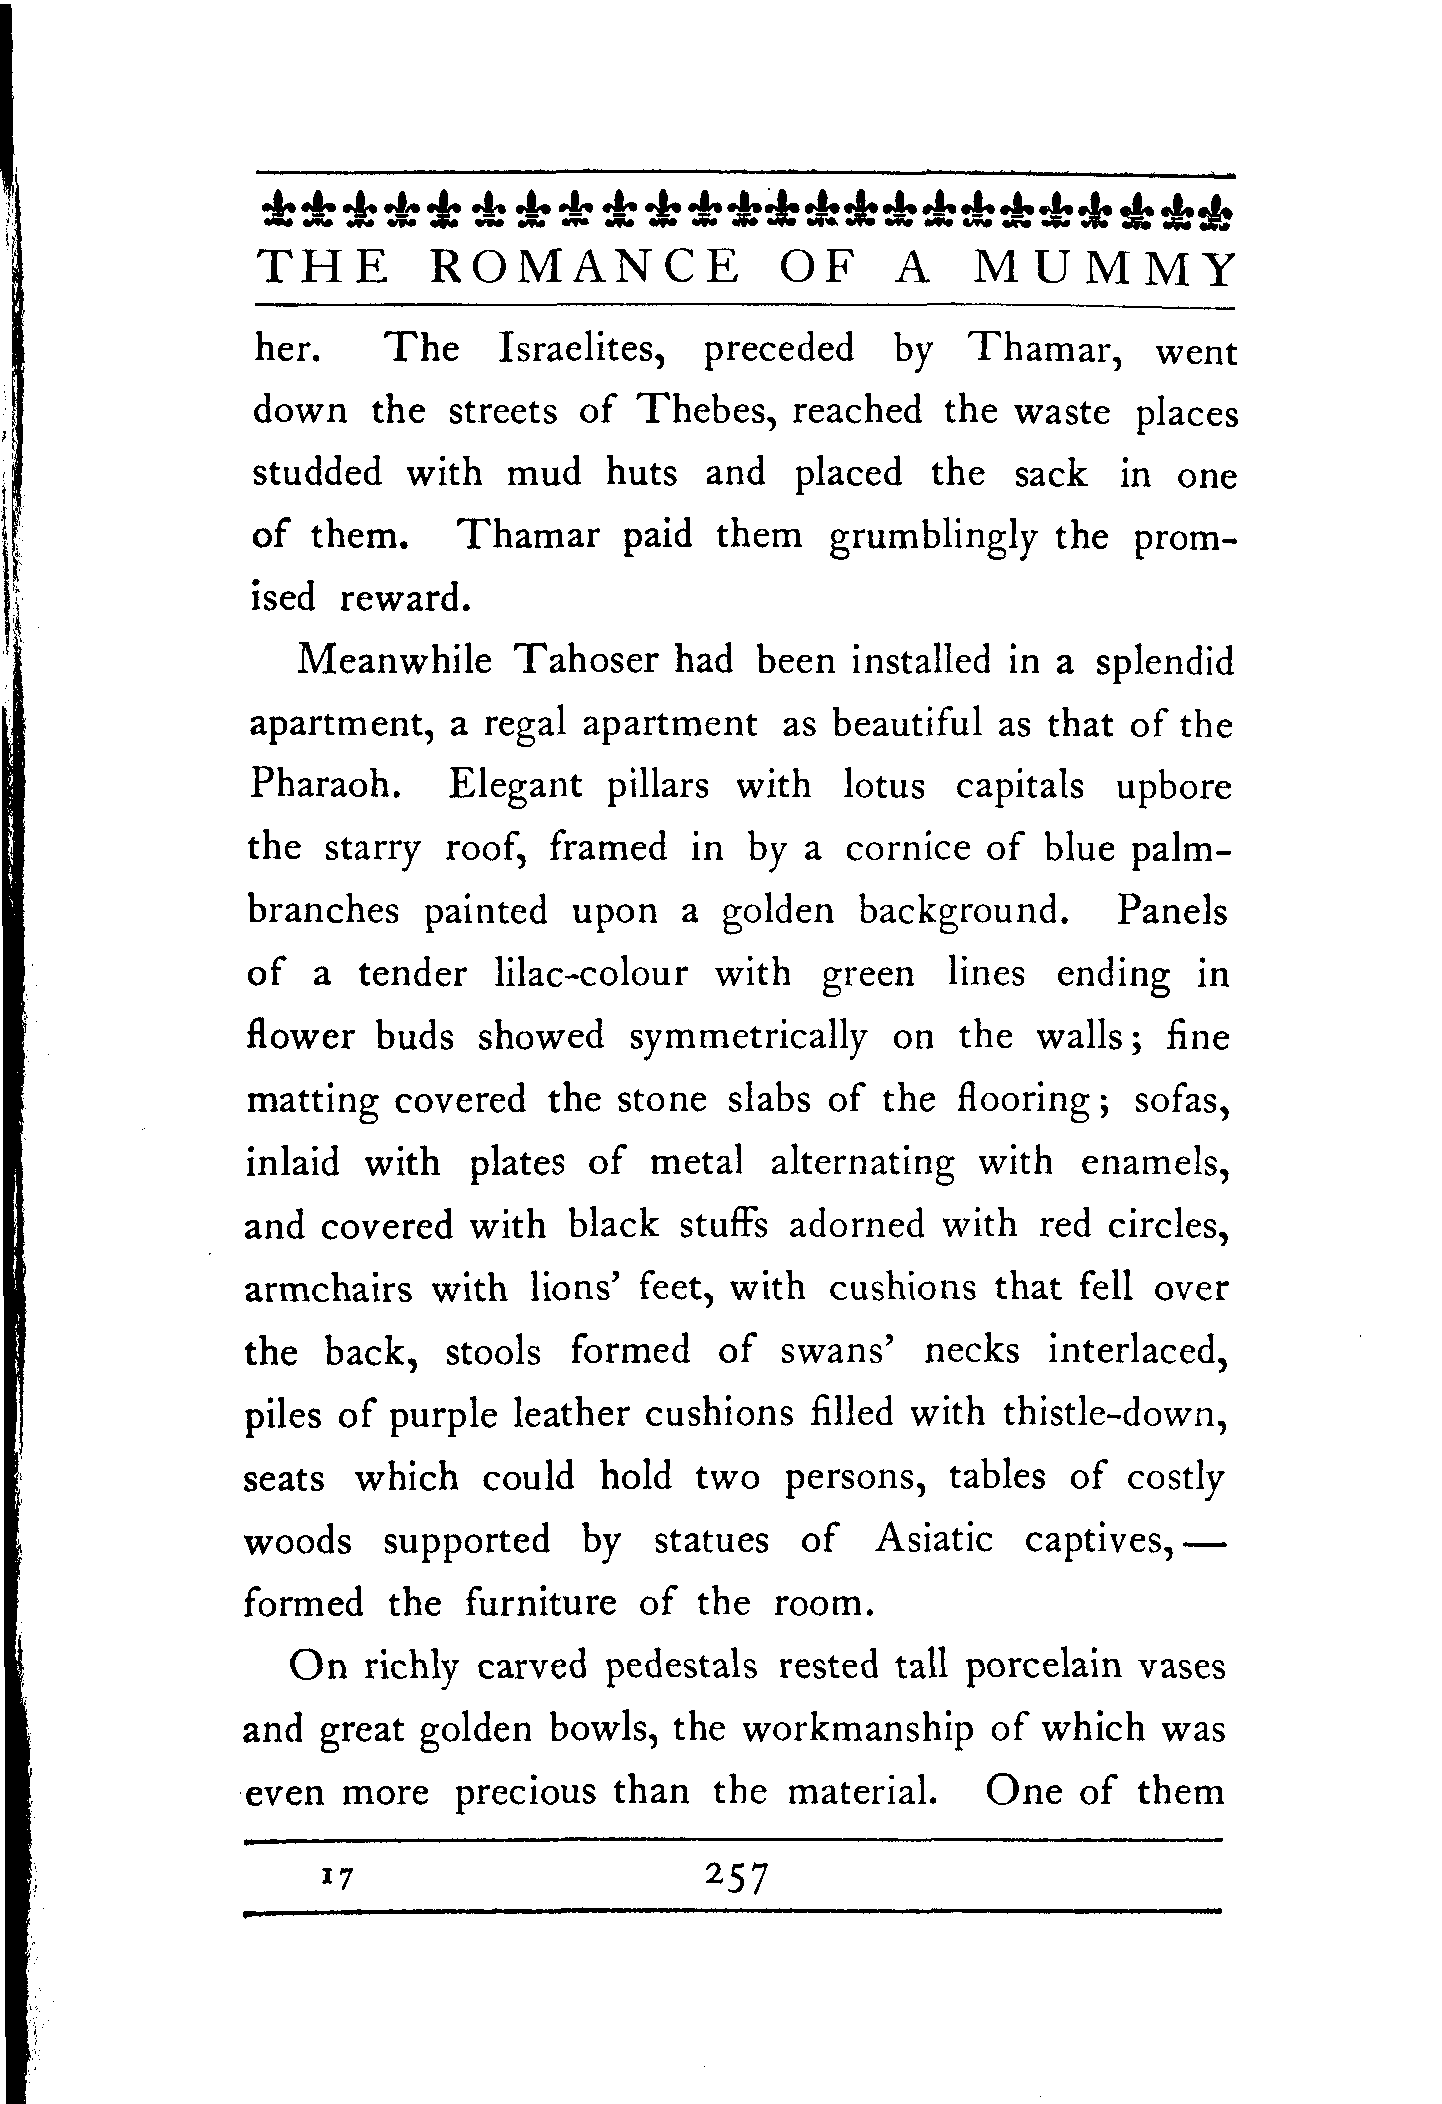 THE ROMANCE OF A MUMMY
her. The Israelites, preceded by Thamar, went
down the streets of Thebes, reached the waste places
studded with mud huts and placed the sack in one
of them. Thamar paid them grumblingly the prom-
ised reward.
Meanwhile Tahoser had been installed in a splendid
apartment, a regal apartment as beautiful as that of the
Pharaoh. Elegant pillars with lotus capitals upbore
the starry roof, framed in by a cornice of blue palm-
branches painted upon a golden background. Panels
of a tender lilac-colour with green lines ending in
flower buds showed symmetrically on the walls; fine
matting covered the stone slabs of the flooring; sofas,
inlaid with plates of metal alternating with enamels,
and covered with black stuffs adorned with red circles,
armchairs with lions' feet, with cushions that fell over
the back, stools formed of swans' necks interlaced,
piles of purple leather cushions filled with thistle-down,
seats which could hold two persons, tables of costly
woods supported by statues of Asiatic captives,—
formed the furniture of the room.
On richly carved pedestals rested tall porcelain vases
and great golden bowls, the workmanship of which was
even more precious than the material. One of them
17 257